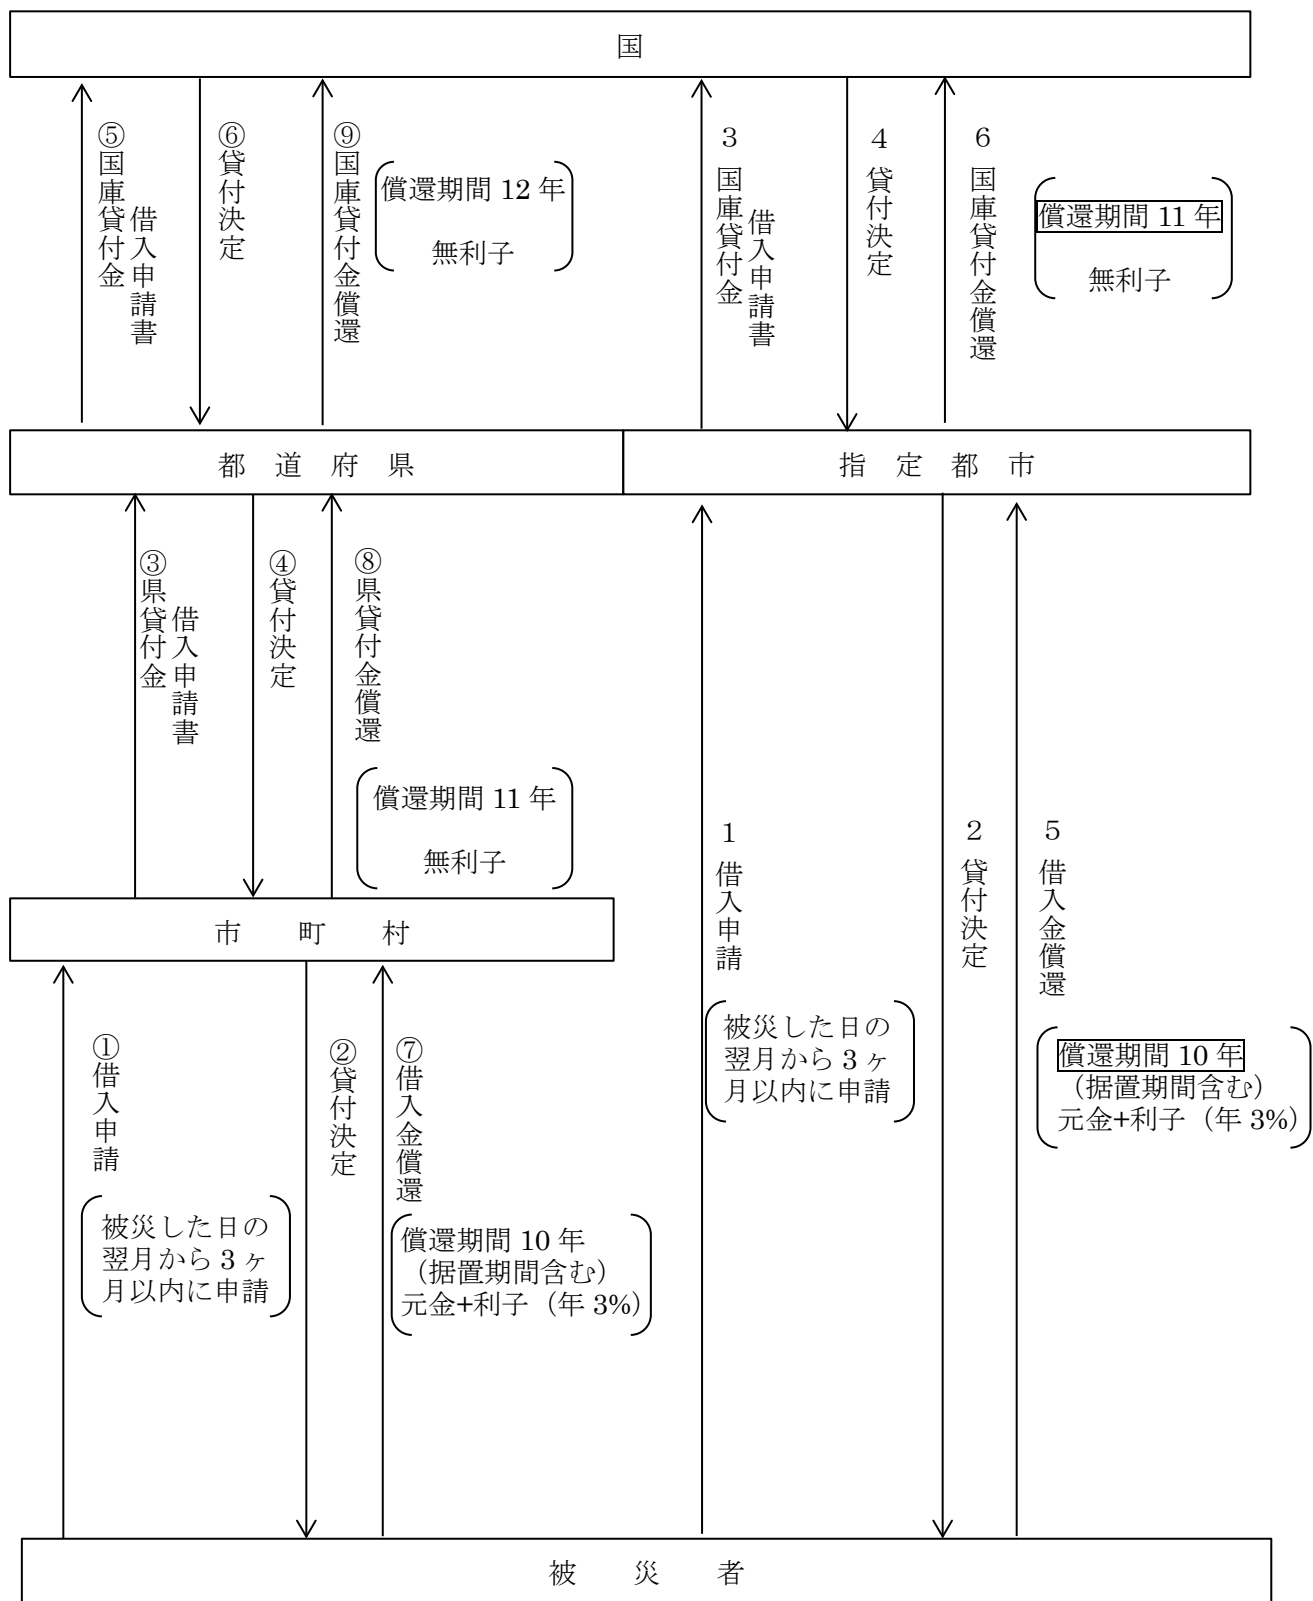 国
⑤国庫貸付金
借入申請書
⑥貸付決定
⑨国庫貸付金償還
償還期間 12 年
無利子
3 国庫貸付金
借入申請書
4 貸付決定
6 国庫貸付金償還
償還期間 11 年
無利子
都 道 府 県
指 定 都 市
③県貸付金
借入申請書
④貸付決定
⑧県貸付金償還
償還期間 11 年
無利子
市 町 村
①借入申請
被災した日の
翌月から 3 ヶ
月以内に申請
②貸付決定
⑦借入金償還
償還期間 10 年
（据置期間含む）
元金+利子（年 3%）
1 借入申請
被災した日の
翌月から 3 ヶ
月以内に申請
2 貸付決定
5 借入金償還
償還期間 10 年
（据置期間含む）
元金+利子（年 3%）
被 災 者